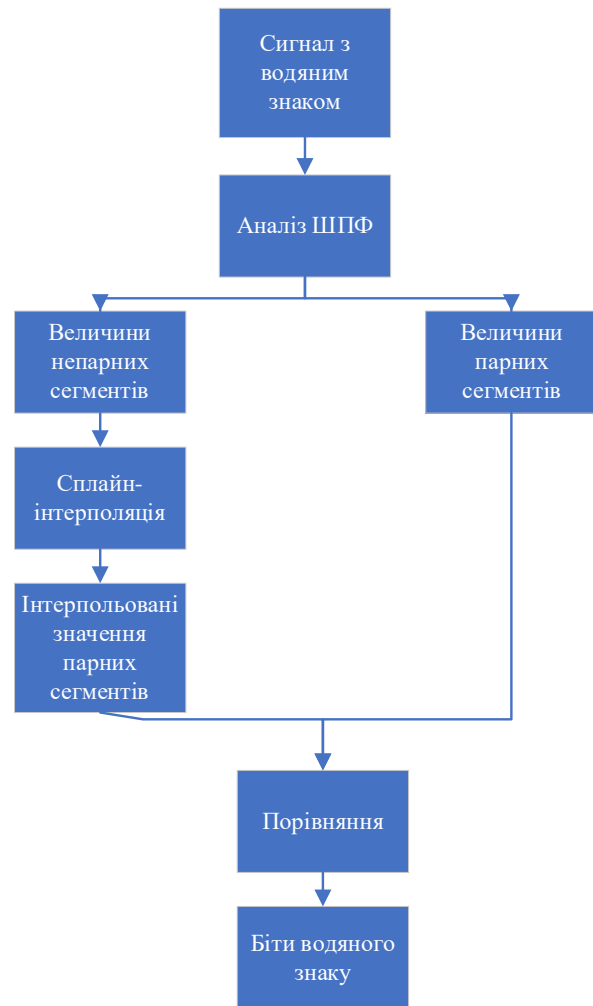 Сигнал з
водяним
знаком
Аналіз ШПФ
Величини
непарних
сегментів
Величини
парних
сегментів
Сплайн-
інтерполяція
Інтерпольовані
значення
парних
сегментів
Порівняння
Біти водяного
знаку